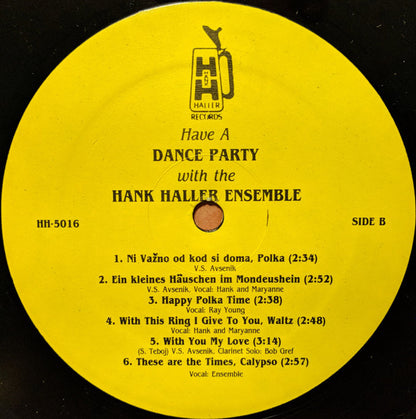 H
AND
H
HALLER
RECORDS
Have A
DANCE PARTY
with the
HANK HALLER ENSEMBLE
HH-5016
SIDE B
1. Ni Važno od kod si doma, Polka (2:34)
V.S. Avsenik
2. Ein kleines Häuschen im Mondeushein (2:52)
V.S. Avsenik, Vocal: Hank and Maryanne
3. Happy Polka Time (2:38)
Vocal: Ray Young
4. With This Ring I Give To You, Waltz (2:48)
Vocal: Hank and Maryanne
5. With You My Love (3:14)
(S. Teboj) V.S. Avsenik, Clarinet Solo: Bob Gref
6. These are the Times, Calypso (2:57)
Vocal: Ensemble